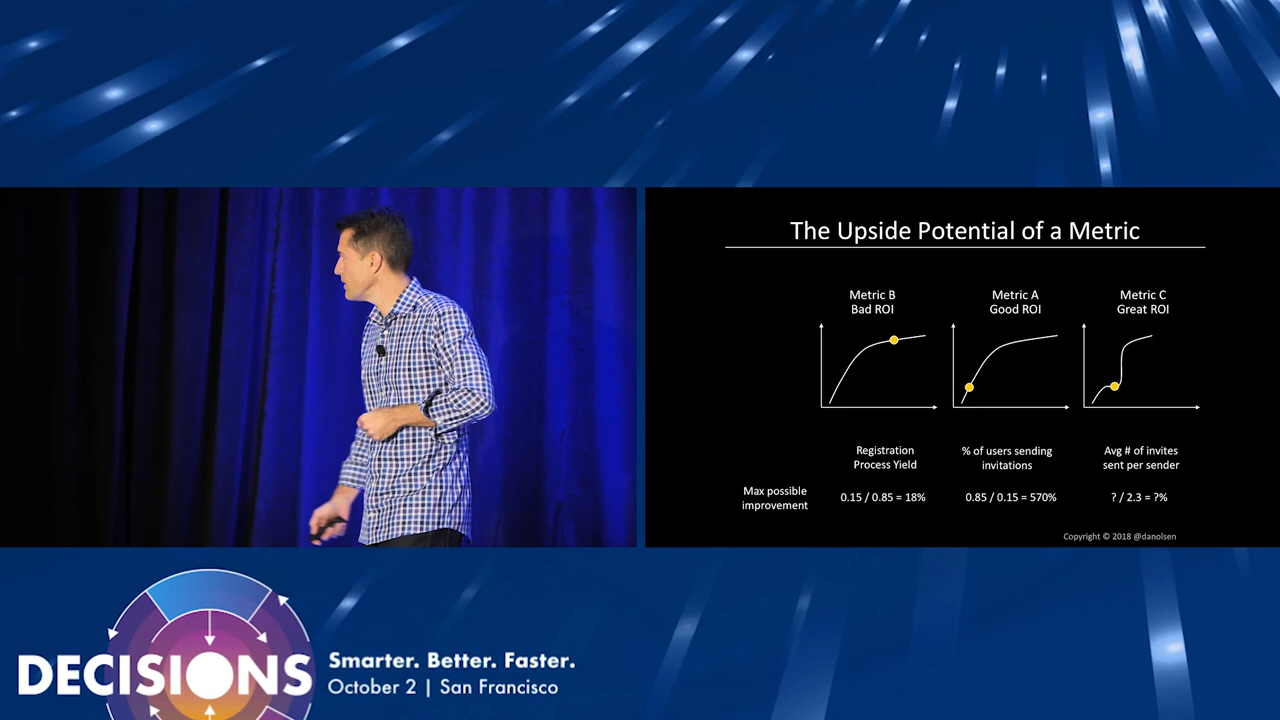 The Upside Potential of a Metric
Metric B
Bad ROI
Metric A
Good ROI
Metric C
Great ROI
Registration
Process Yield
% of users sending
invitations
Avg # of invites
sent per sender
Max possible
improvement
0.15 / 0.85 = 18%
0.85 / 0.15 = 570%
? / 2.3 = ?%
Copyright © 2018 @danolsen
DECISIONS
Smarter. Better. Faster.
October 2 | San Francisco